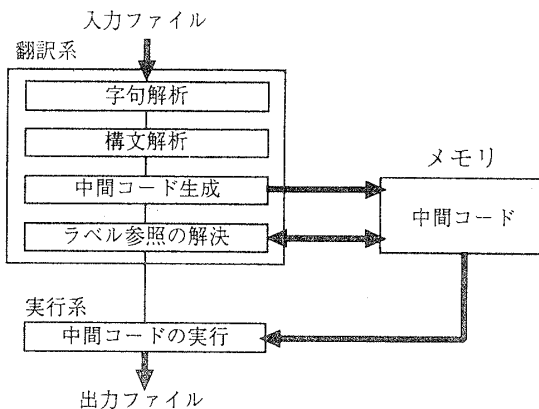 入力ファイル
翻訳系
字句解析
構文解析
メモリ
中間コード生成
中間コード
ラベル参照の解決
実行系
中間コードの実行
出力ファイル